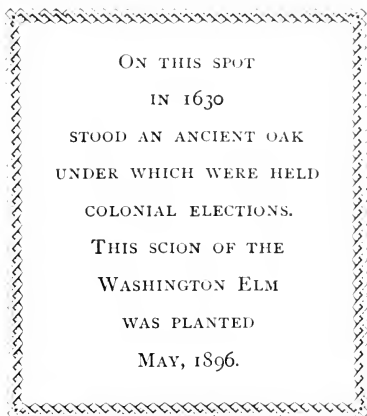 On this spot
in 1630
stood an ancient oak
under which were held
colonial elections.
This scion of the
Washington Elm
was planted
May, 1896.